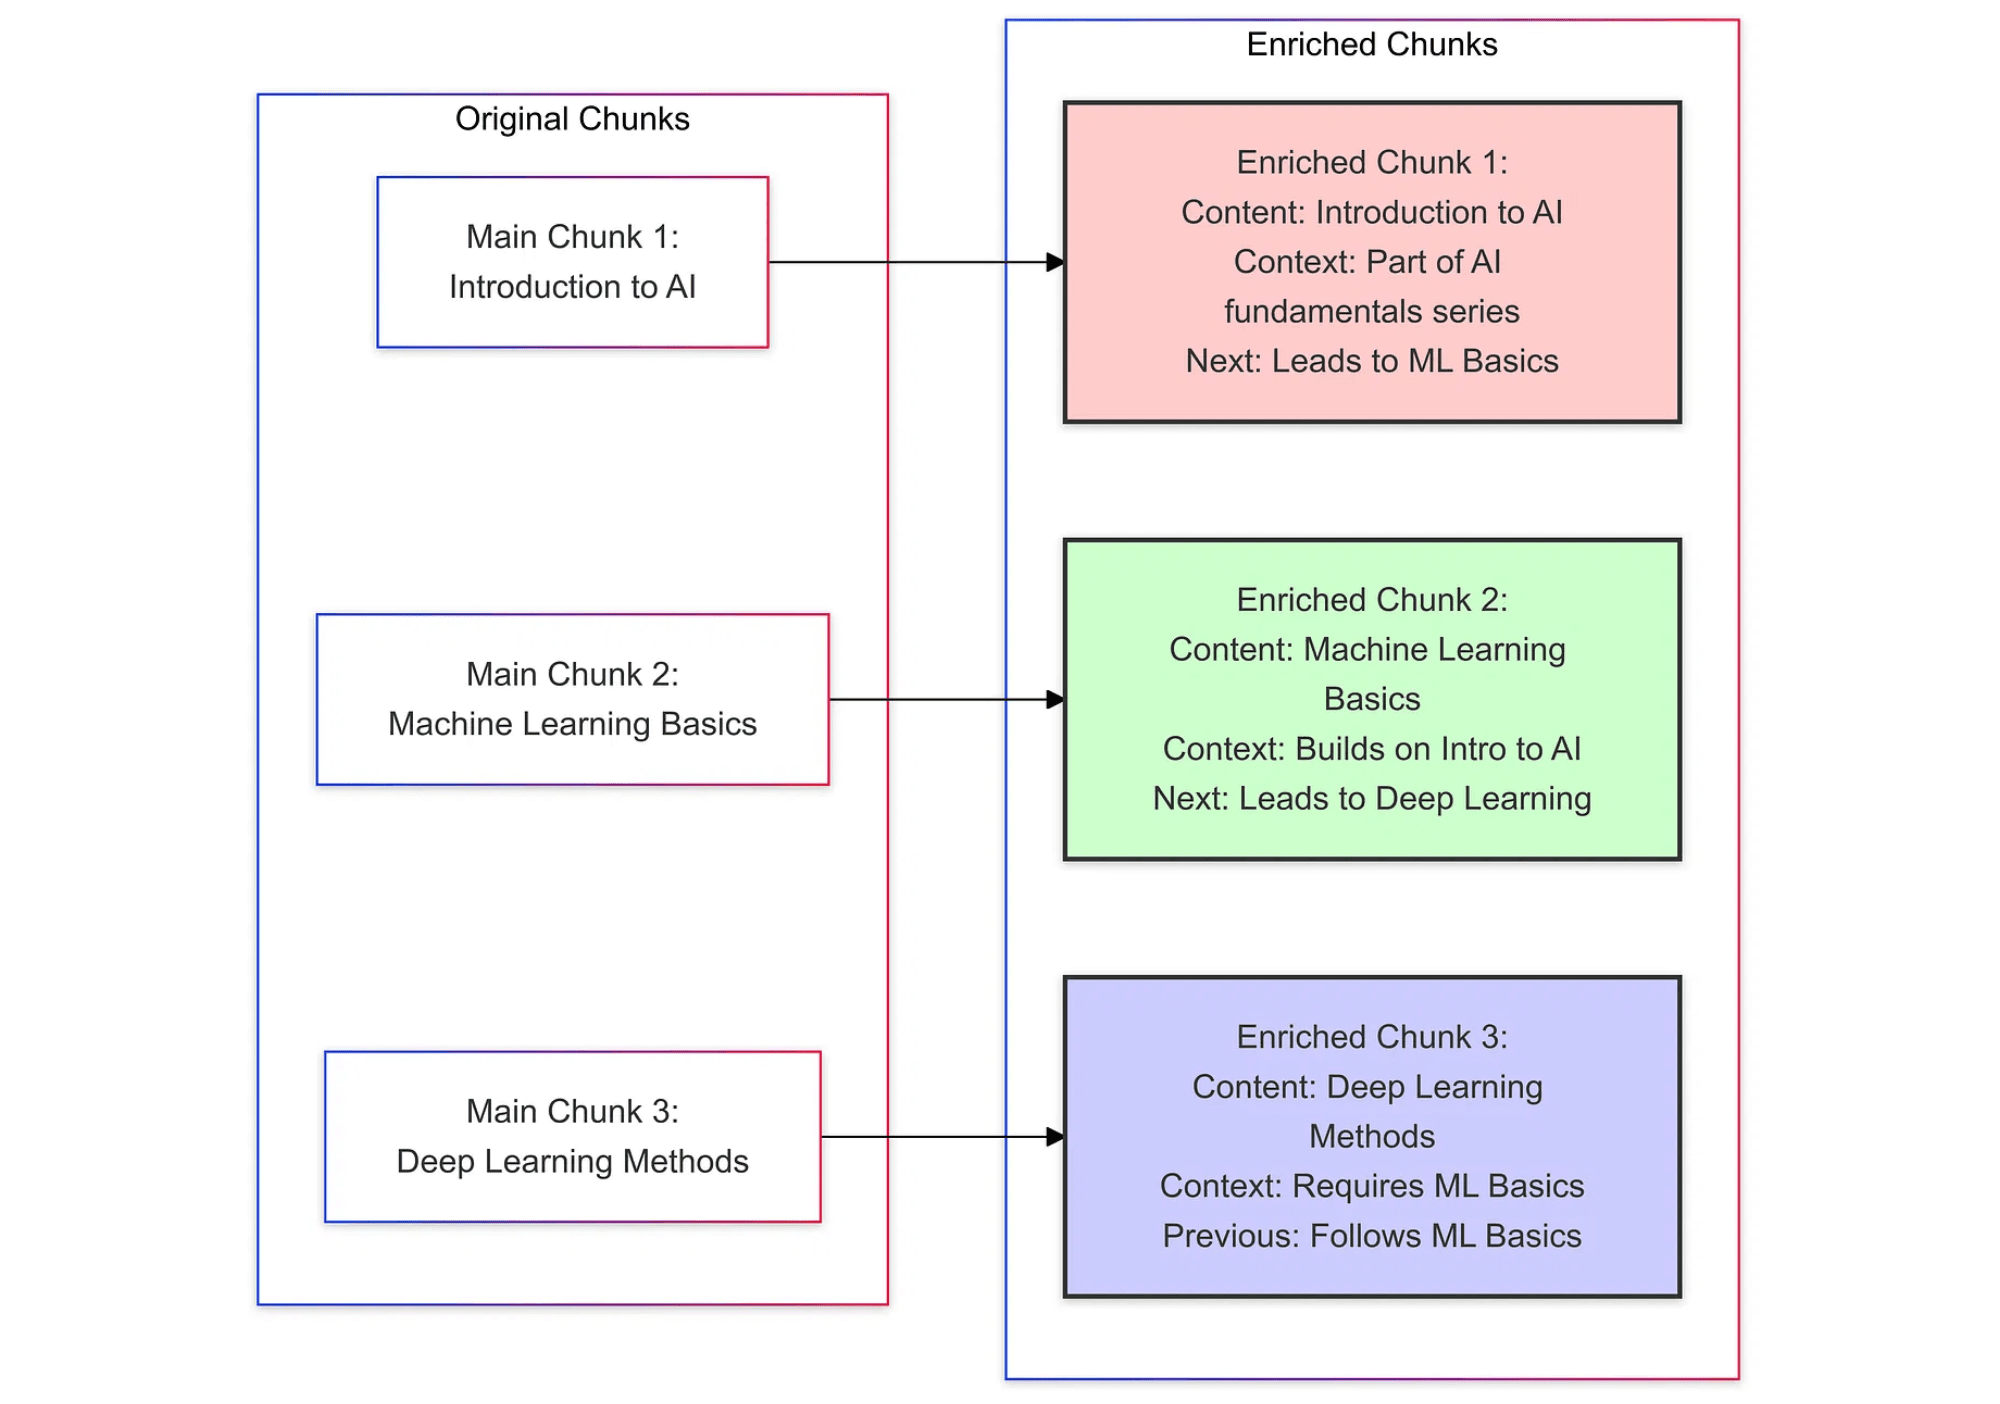 Original Chunks
Main Chunk 1:
Introduction to AI
Main Chunk 2:
Machine Learning Basics
Main Chunk 3:
Deep Learning Methods
Enriched Chunks
Enriched Chunk 1:
Content: Introduction to AI
Context: Part of AI
fundamentals series
Next: Leads to ML Basics
Enriched Chunk 2:
Content: Machine Learning
Basics
Context: Builds on Intro to AI
Next: Leads to Deep Learning
Enriched Chunk 3:
Content: Deep Learning
Methods
Context: Requires ML Basics
Previous: Follows ML Basics